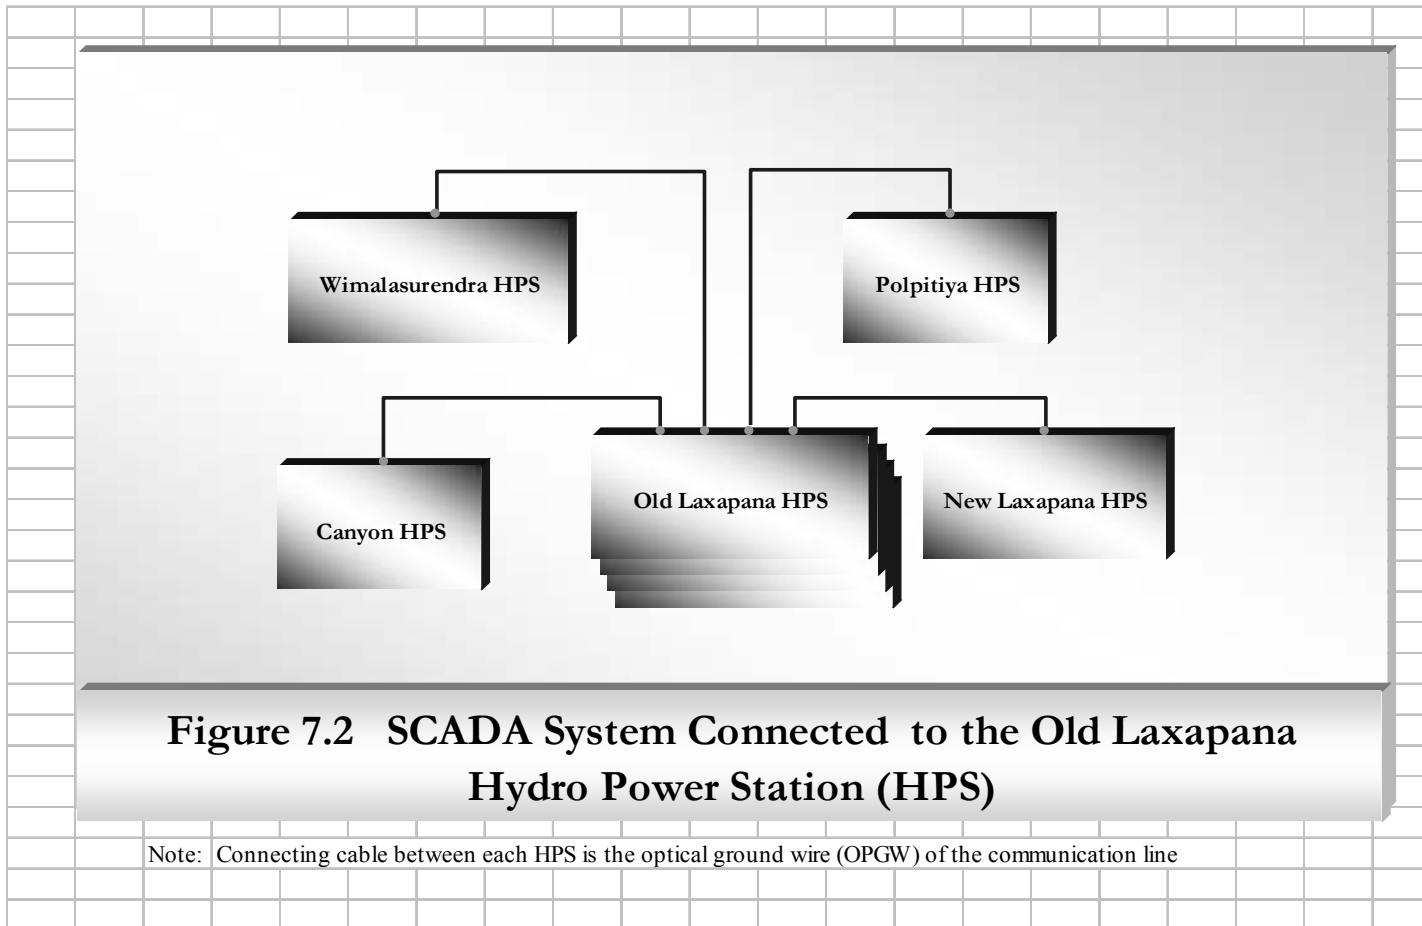 Wimalasurendra HPS
Polpitiya HPS
Canyon HPS
Old Laxapana HPS
New Laxapana HPS
Figure 7.2 SCADA System Connected to the Old Laxapana
Hydro Power Station (HPS)
Note: Connecting cable between each HPS is the optical ground wire (OPGW) of the communication line